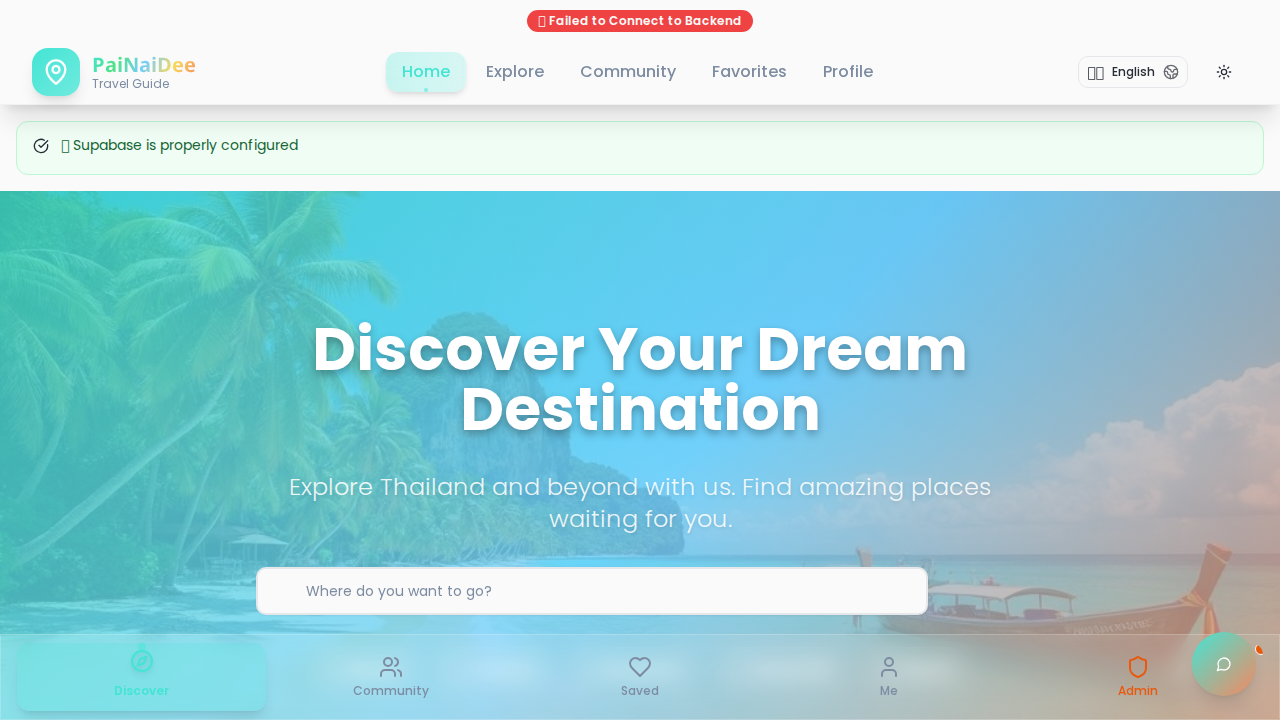 Failed to Connect to Backend
PaiNaiDee
Travel Guide
Home
Explore
Community
Favorites
Profile
English
Supabase is properly configured
Discover Your Dream
Destination
Explore Thailand and beyond with us. Find amazing places
waiting for you.
Where do you want to go?
Discover
Community
Saved
Me
Admin